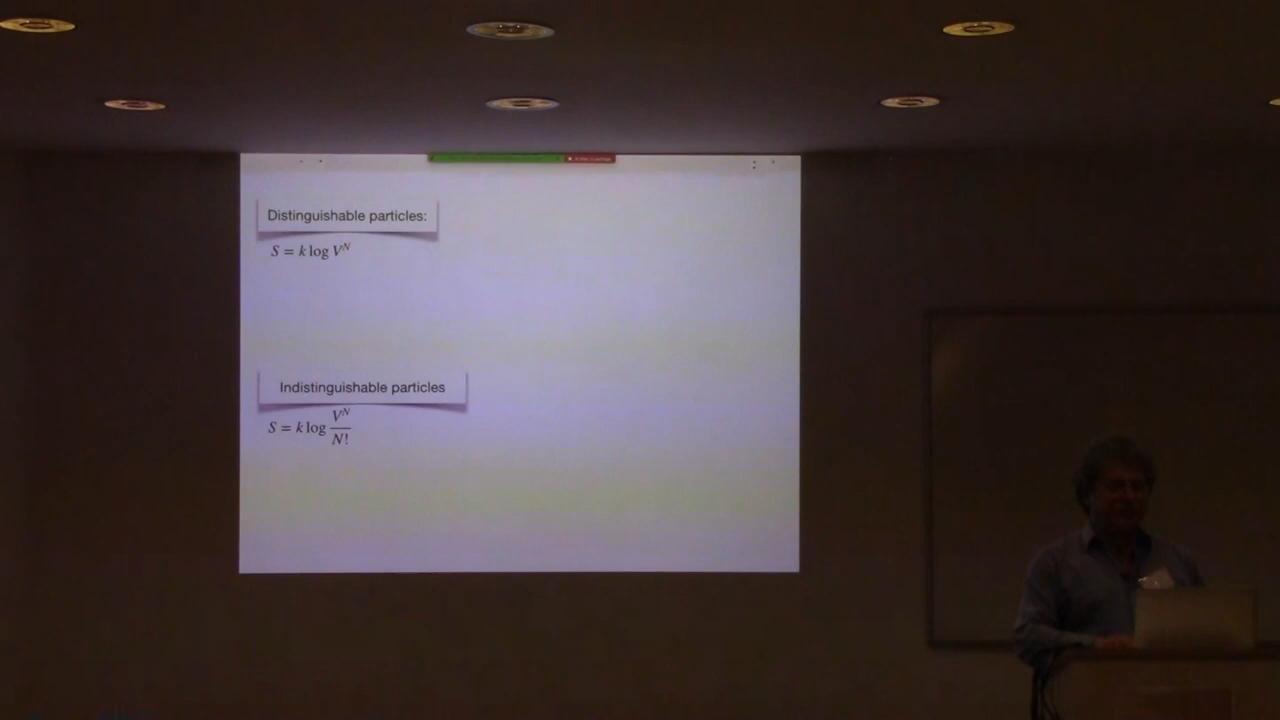 Distinguishable particles:
S = k log V^N
Indistinguishable particles
S = k log V^N/N!